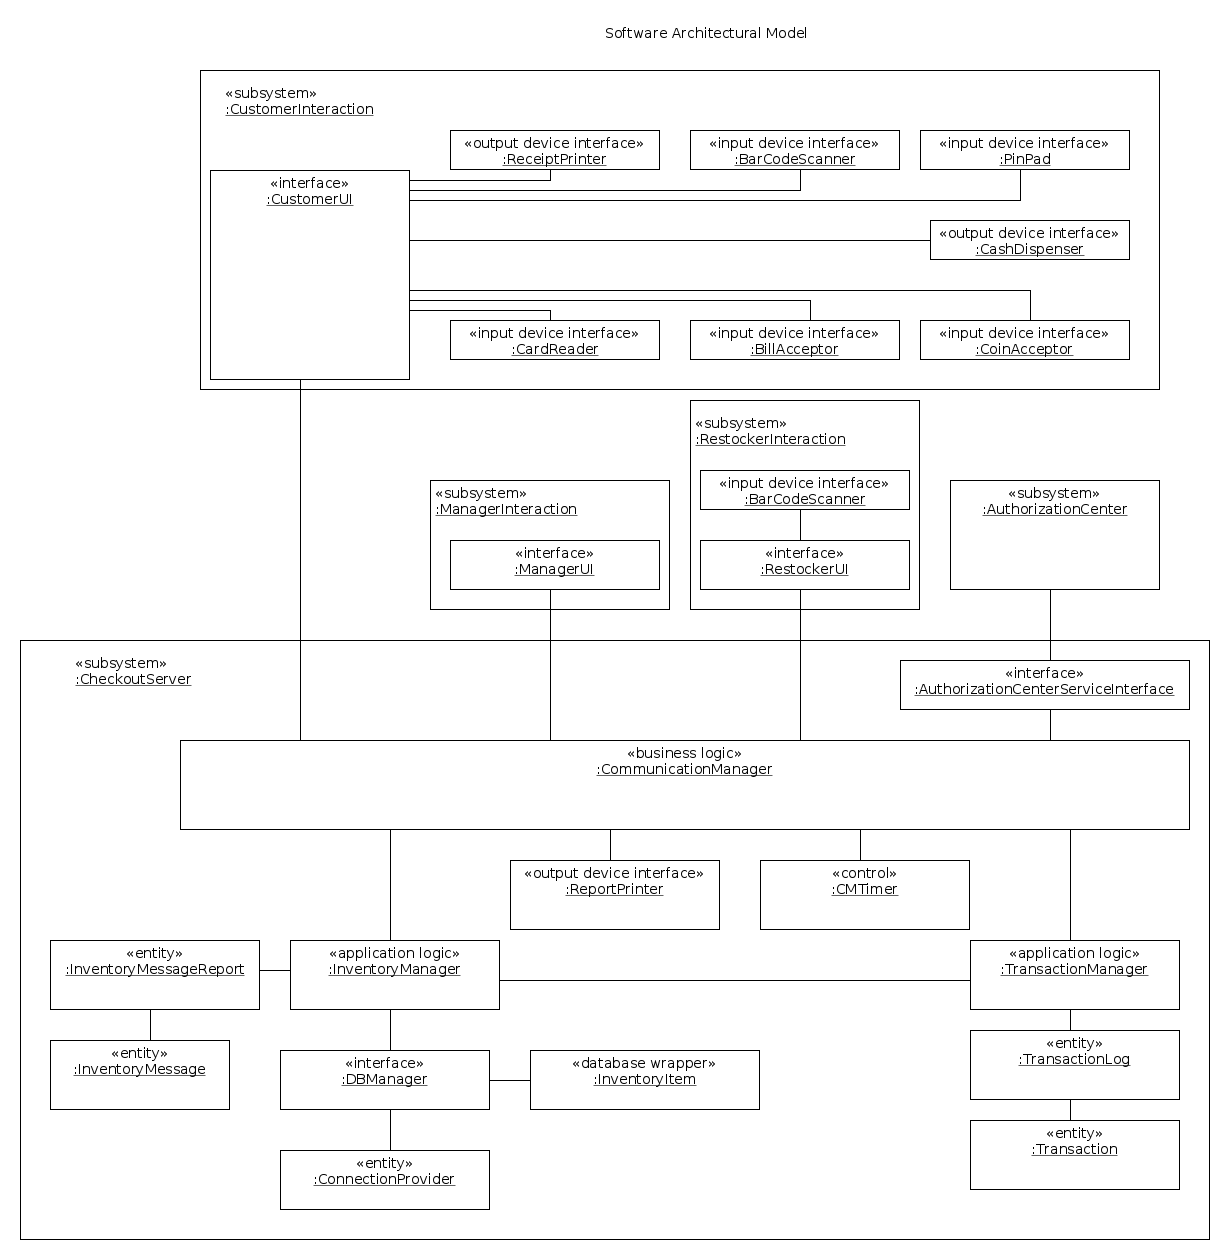 Software Architectural Model
«subsystem»
:CustomerInteraction
«output device interface»
:ReceiptPrinter
«input device interface»
:BarCodeScanner
«input device interface»
:PinPad
«interface»
:CustomerUI
«output device interface»
:CashDispenser
«input device interface»
:CardReader
«input device interface»
:BillAcceptor
«input device interface»
:CoinAcceptor
«subsystem»
:RestockerInteraction
«input device interface»
:BarCodeScanner
«interface»
:RestockerUI
«subsystem»
:ManagerInteraction
«interface»
:ManagerUI
«subsystem»
:AuthorizationCenter
«subsystem»
:CheckoutServer
«interface»
:AuthorizationCenterServiceInterface
«business logic»
:CommunicationManager
«output device interface»
:ReportPrinter
«control»
:CMTimer
«entity»
:InventoryMessageReport
«application logic»
:InventoryManager
«application logic»
:TransactionManager
«entity»
:InventoryMessage
«interface»
:DBManager
«database wrapper»
:InventoryItem
«entity»
:TransactionLog
«entity»
:ConnectionProvider
«entity»
:Transaction